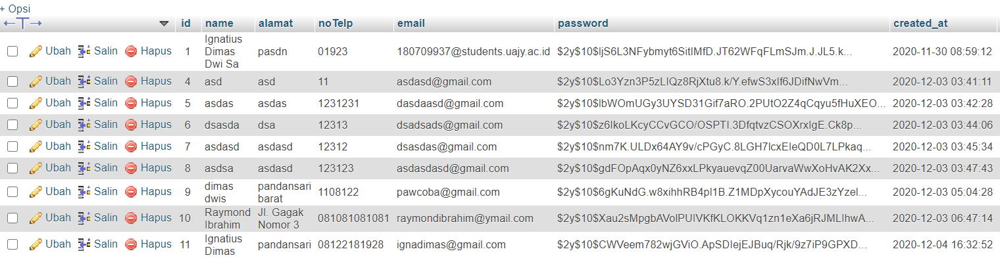 + Opsi
←T→ id name alamat noTelp email password created_at
Ubah Salin Hapus 1 Ignatius Dimas Dwi Sa pasdn 01923 180709937@students.uajy.ac.id $2y$10$ljS6L3NFybmyt6SitlMfD.JT62WFqFLmSJm.J.JL5.k... 2020-11-30 08:59:12
Ubah Salin Hapus 4 asd asd 11 asdasd@gmail.com $2y$10$Lo3Yzn3P5zLlQz8RjXtu8.k/Y.efwS3xlf6JDifNwVm... 2020-12-03 03:41:11
Ubah Salin Hapus 5 asdas asdas 1231231 dasdaasd@gmail.com $2y$10$lbWOmUGy3UYSD31Gif7aRO.2PUtO2Z4qCqyu5fHuXEO... 2020-12-03 03:42:28
Ubah Salin Hapus 6 dsasda dsa 12313 dsadsads@gmail.com $2y$10$z6lkoLKcyCCvGCO/OSPTI.3DfqtvzCSOXrxlgE.Ck8p... 2020-12-03 03:44:06
Ubah Salin Hapus 7 asdasd asdasd 12312 dsasdas@gmail.com $2y$10$nm7K.ULDx64AY9v/cPGyC.8LGH7lcxEleQD0L7LPkaq... 2020-12-03 03:45:34
Ubah Salin Hapus 8 asdsa asdasd 123123 asdasdasd@gmail.com $2y$10$gdFOpAqx0yNZ6xxLPkyauevqZ00UarvaWwXoHvAK2Xx... 2020-12-03 03:47:43
Ubah Salin Hapus 9 dimas dwis pandansari barat 1108122 pawcoba@gmail.com $2y$10$6gKuNdG.w8xihhRB4pl1B.Z1MDpXycouYAdJE3zYzel... 2020-12-03 05:04:28
Ubah Salin Hapus 10 Raymond Ibrahim Jl. Gagak Nomor 3 081081081081 raymondibrahim@ymail.com $2y$10$Xau2sMpgbAVolPUlVKfKLOKKVq1zn1eXa6jRJMLlhwA... 2020-12-03 06:47:14
Ubah Salin Hapus 11 Ignatius Dimas pandansari 08122181928 ignadimas@gmail.com $2y$10$CWVeem782wjGViO.ApSDlejEJBuq/Rjk/9z7iP9GPXD... 2020-12-04 16:32:52